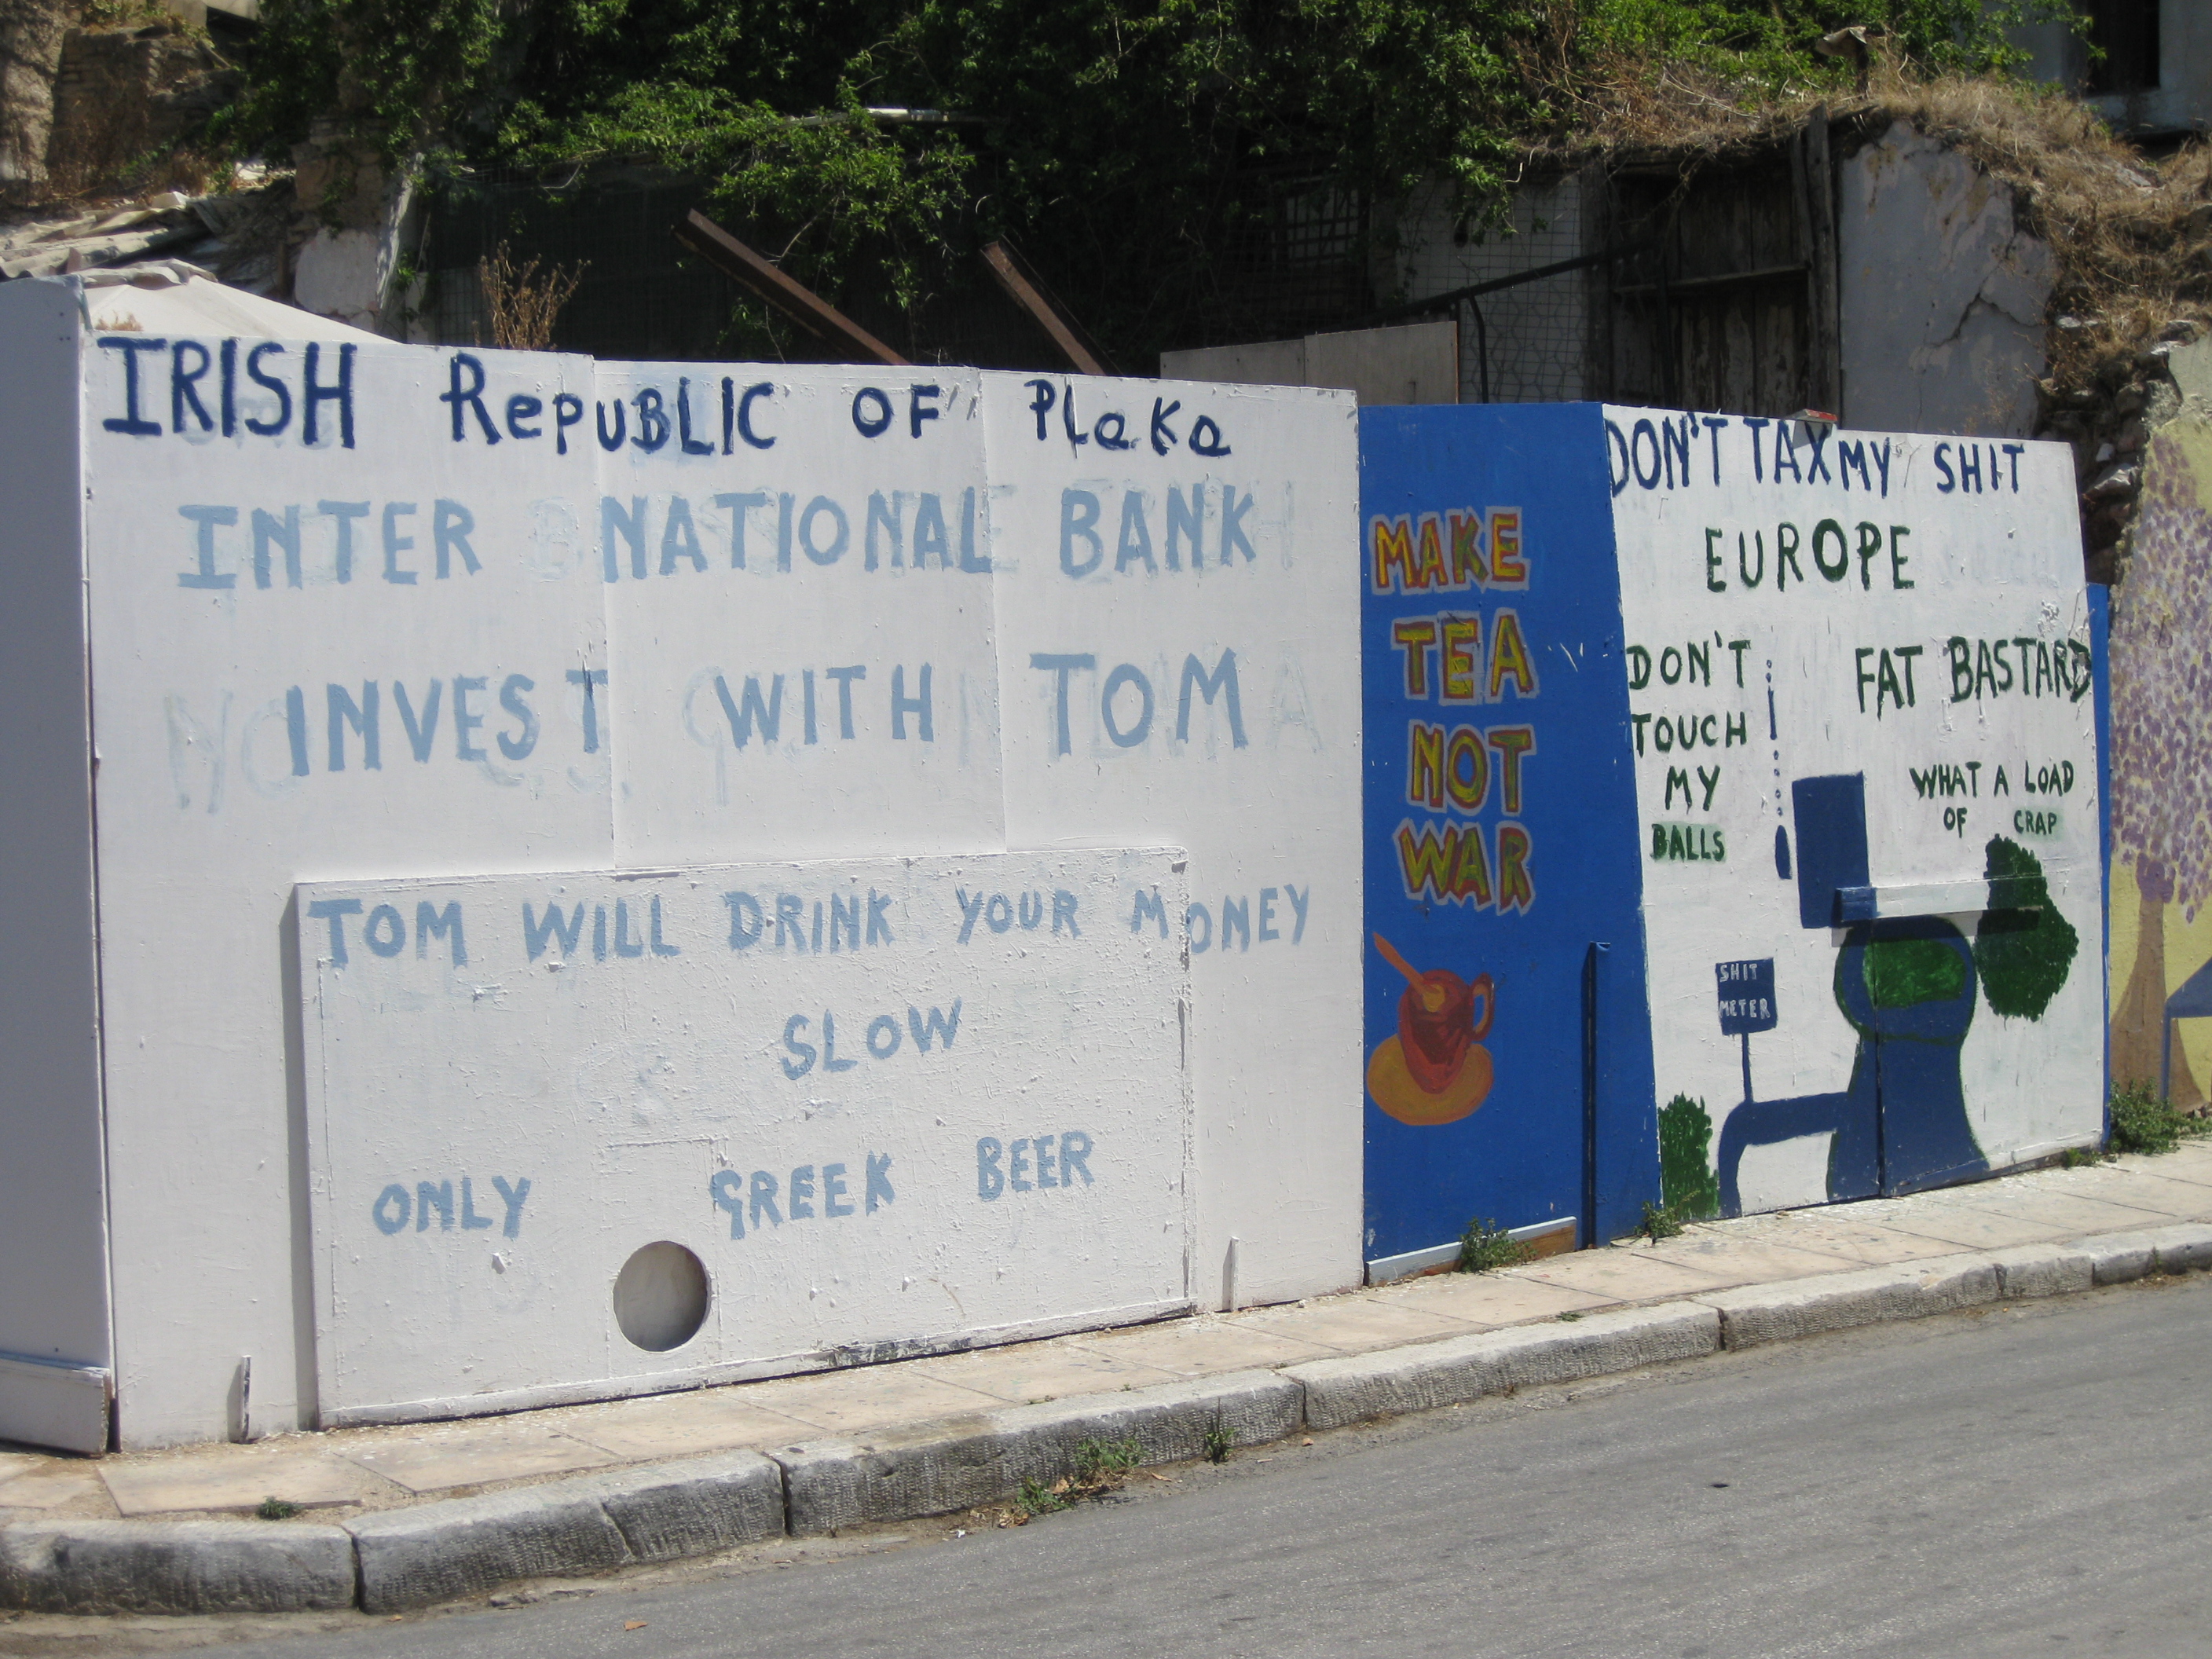 IRISH RepUBLIC OF PLaKa
INTER NATIONAL BANK
INVEST WITH TOM
TOM WILL DRINK YOUR MONEY
SLOW
ONLY GREEK BEER
MAKE
TEA
NOT
WAR
DON'T TAX MY SHIT
EUROPE
DON'T
TOUCH
MY
BALLS
FAT BASTARD
WHAT A LOAD
OF CRAP
SHIT
METER